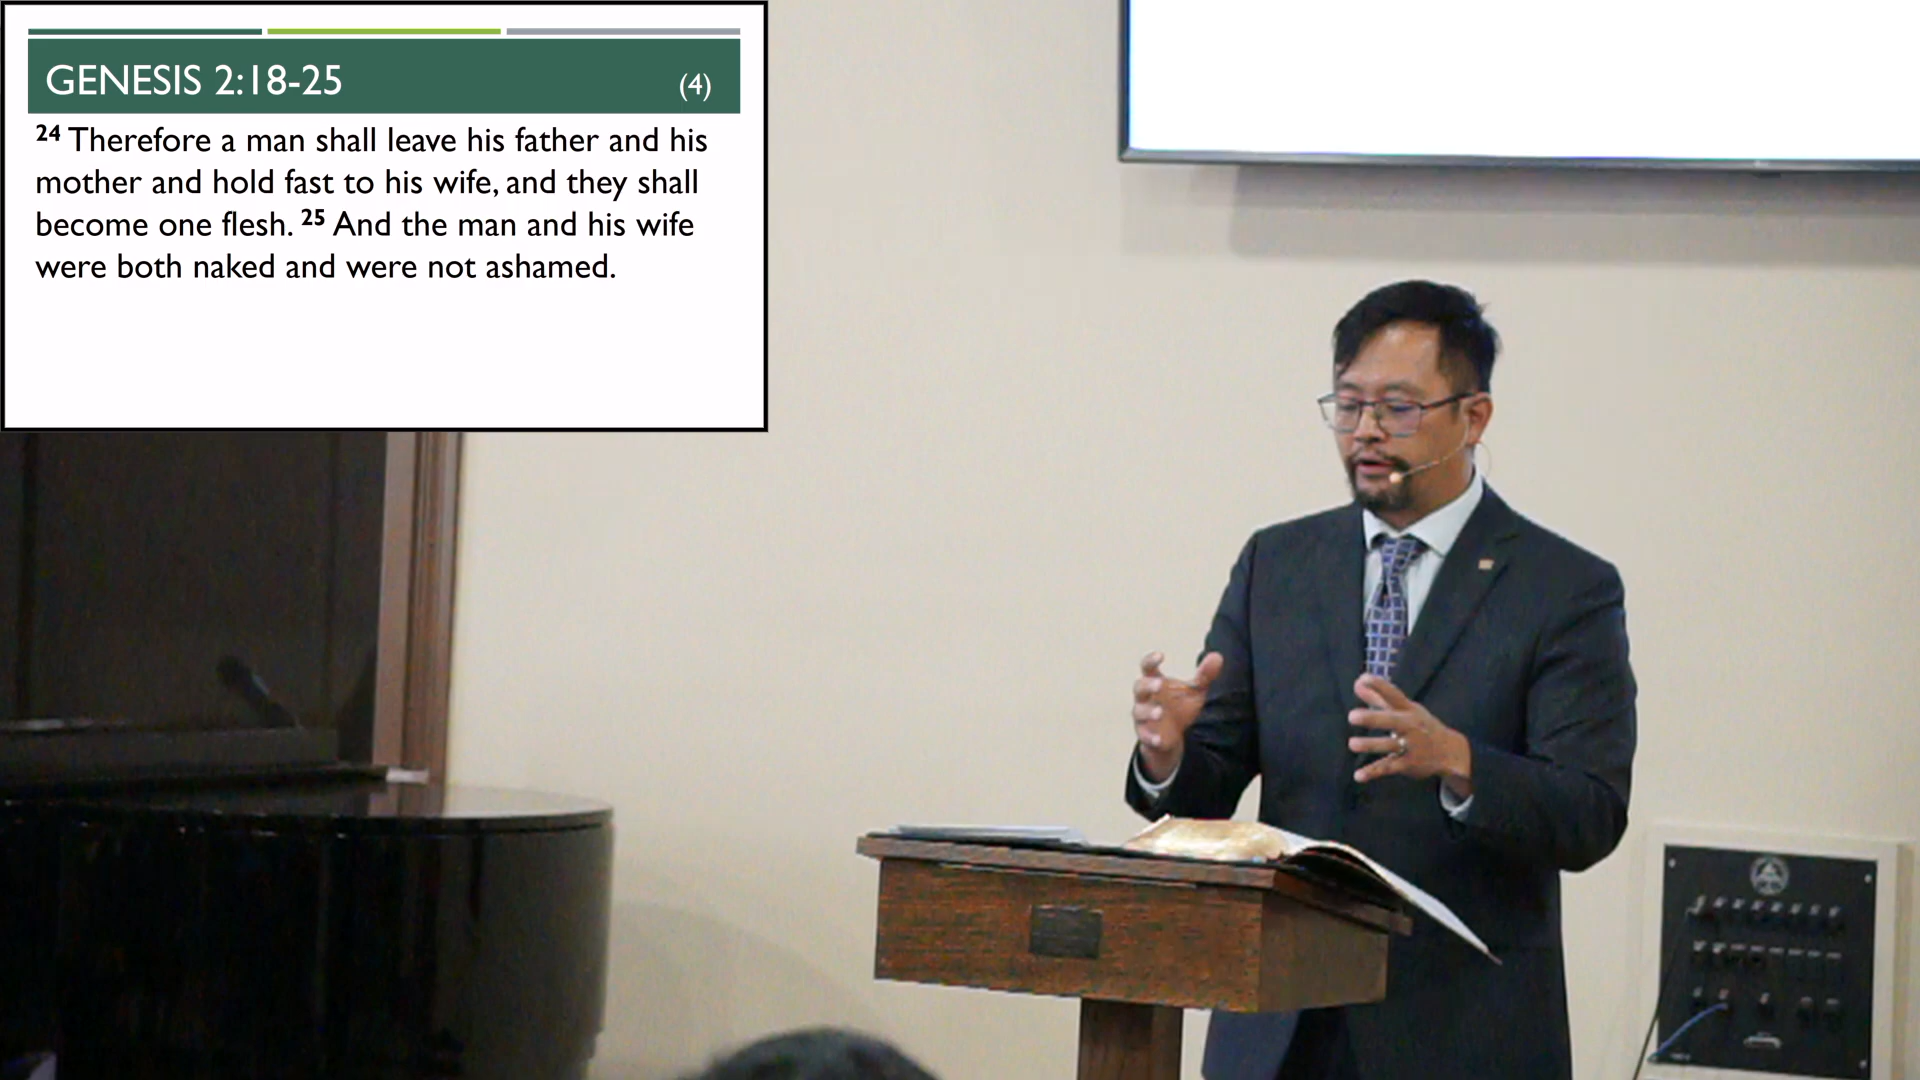 GENESIS 2:18-25 (4)
24 Therefore a man shall leave his father and his
mother and hold fast to his wife, and they shall
become one flesh. 25 And the man and his wife
were both naked and were not ashamed.